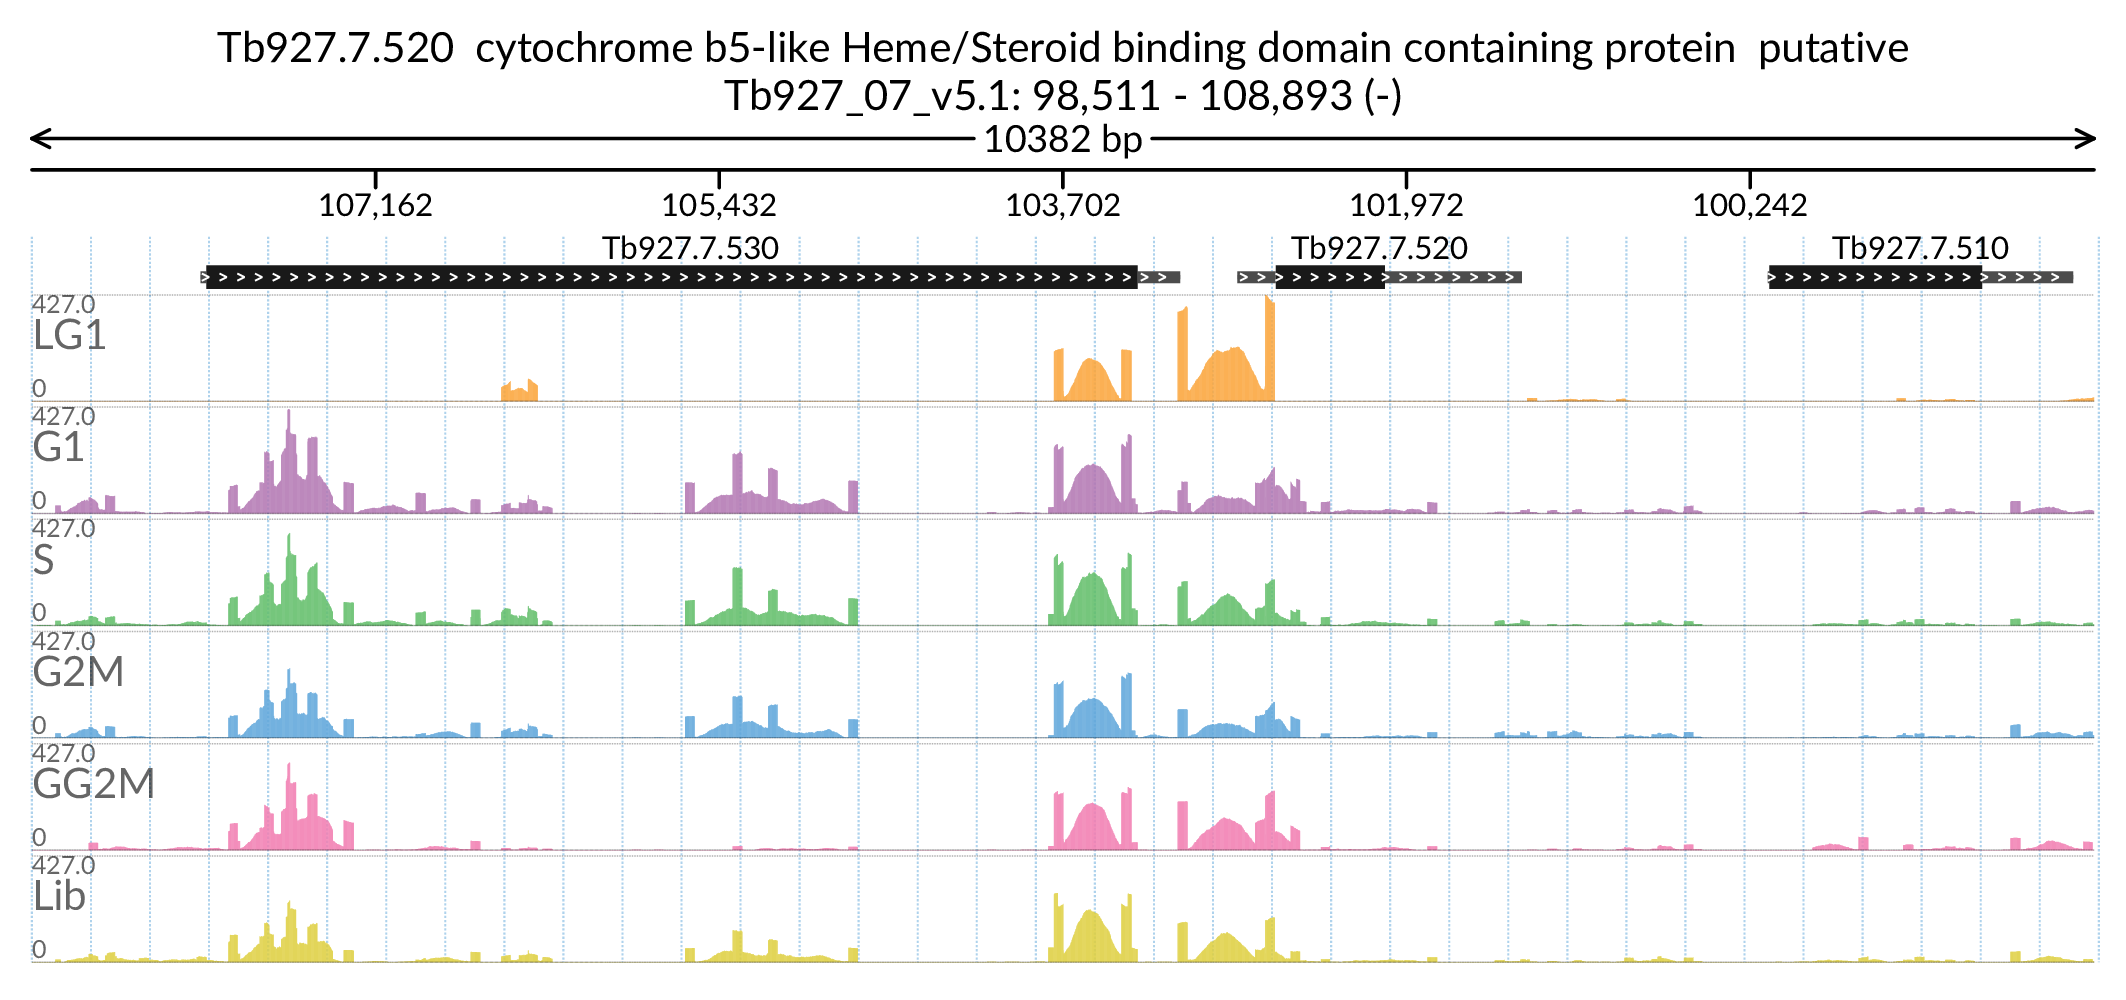 Tb927.7.520  cytochrome b5-like Heme/Steroid binding domain containing protein  putative
Tb927_07_v5.1: 98,511 - 108,893 (-)
10382 bp
107,162 105,432 103,702 101,972 100,242
Tb927.7.530 Tb927.7.520 Tb927.7.510
427.0
LG1
0
427.0
G1
0
427.0
S
0
427.0
G2M
0
427.0
GG2M
0
427.0
Lib
0